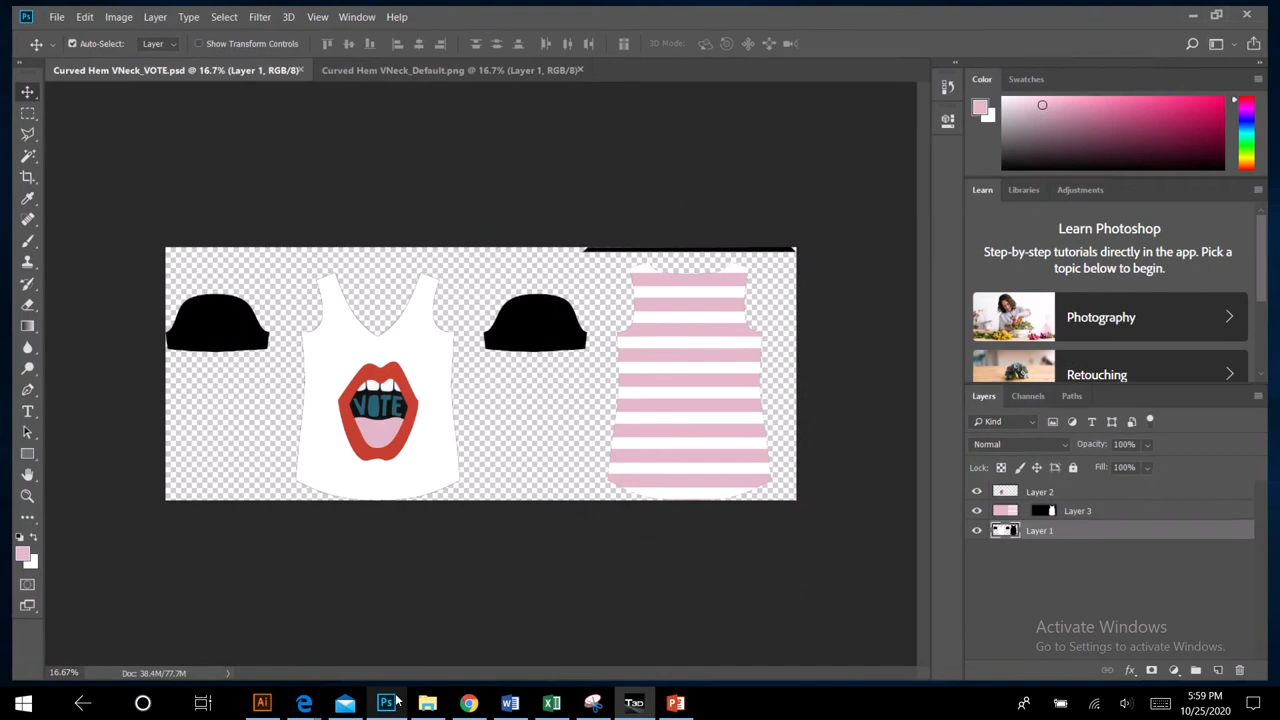 Ps File Edit Image Layer Type Select Filter 3D View Window Help
Auto-Select: Layer Show Transform Controls 3D Mode:
Curved Hem VNeck_VOTE.psd @ 16.7% (Layer 1, RGB/8) Curved Hem VNeck_Default.png @ 16.7% (Layer 1, RGB/8)
Color Swatches
Learn Libraries Adjustments
Learn Photoshop
Step-by-step tutorials directly in the app. Pick a
topic below to begin.
Photography
Retouching
VOTE
Layers Channels Paths
Kind
Normal Opacity: 100%
Lock: Fill: 100%
Layer 2
Layer 3
Layer 1
Activate Windows
Go to Settings to activate Windows.
16.67% Doc: 38.4M/77.7M
Ai Ps Tao
5:59 PM
10/25/2020